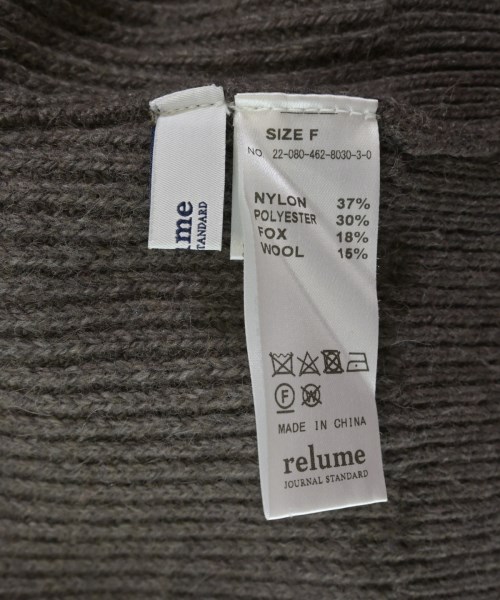 lume
STANDARD
SIZE F
NO. 22-080-462-8030-3-0
NYLON 37%
POLYESTER 30%
FOX 18%
WOOL 15%
F W
MADE IN CHINA
relume
JOURNAL STANDARD